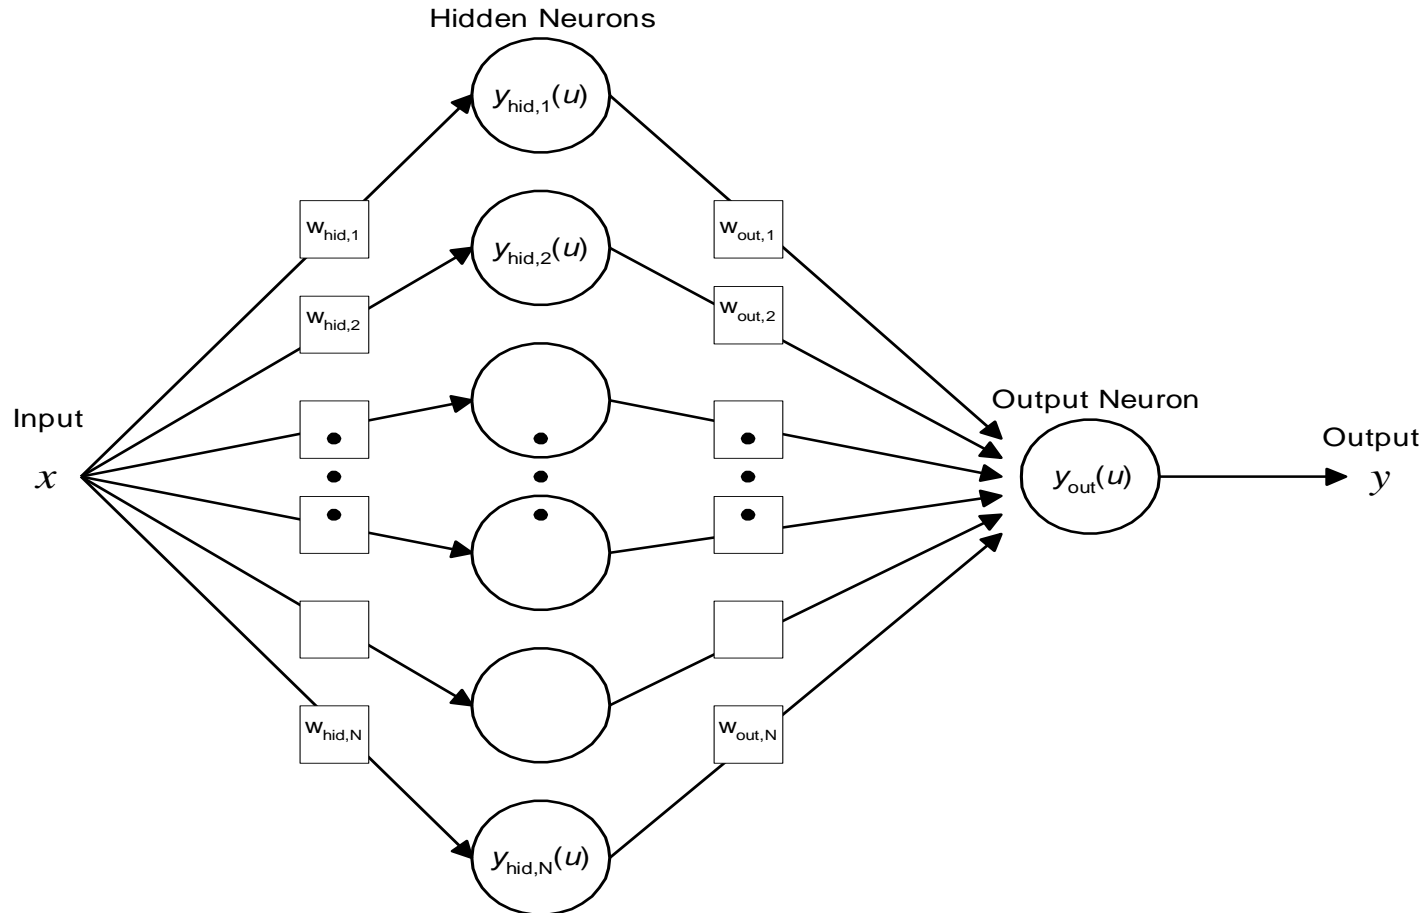 Hidden Neurons
y_hid,1(u)
w_hid,1
w_out,1
y_hid,2(u)
w_hid,2
w_out,2
Input
x
Output Neuron
y_out(u)
Output
y
w_hid,N
w_out,N
y_hid,N(u)